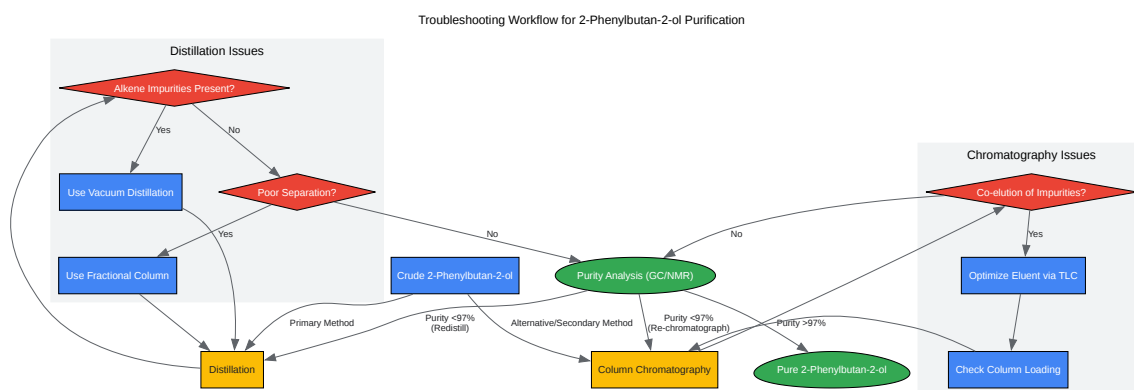 Troubleshooting Workflow for 2-Phenylbutan-2-ol Purification
Distillation Issues
Alkene Impurities Present?
Yes
No
Chromatography Issues
Use Vacuum Distillation
Poor Separation?
Co-elution of Impurities?
Yes
No
No
Yes
Use Fractional Column
Crude 2-Phenylbutan-2-ol
Purity Analysis (GC/NMR)
Optimize Eluent via TLC
Primary Method
Purity <97%
(Redistill)
Alternative/Secondary Method
Purity <97%
(Re-chromatograph)
Purity >97%
Distillation
Column Chromatography
Pure 2-Phenylbutan-2-ol
Check Column Loading